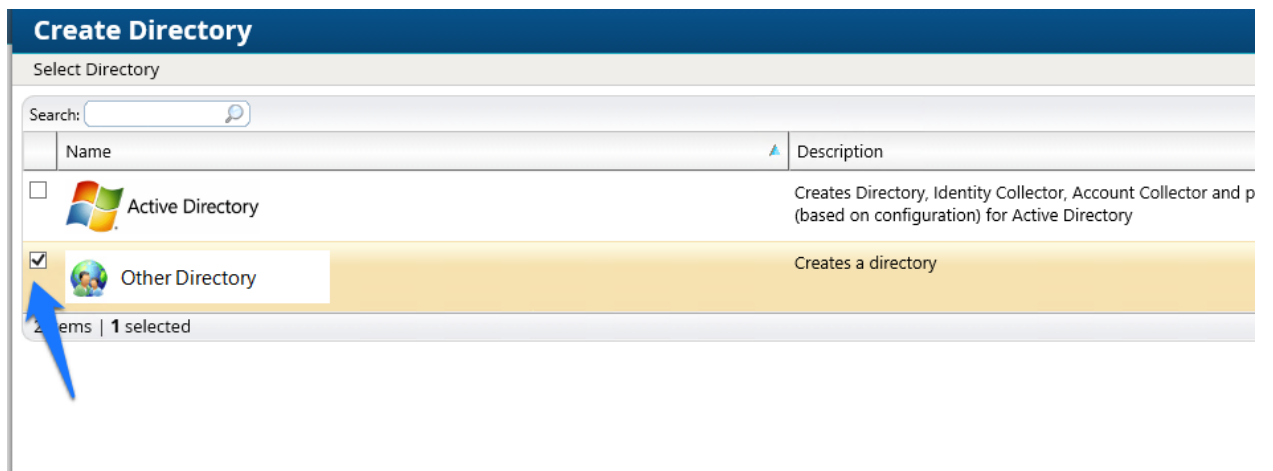 Create Directory
Select Directory
Search:
Name Description
Active Directory Creates Directory, Identity Collector, Account Collector and p
(based on configuration) for Active Directory
Other Directory Creates a directory
2 ems | 1 selected